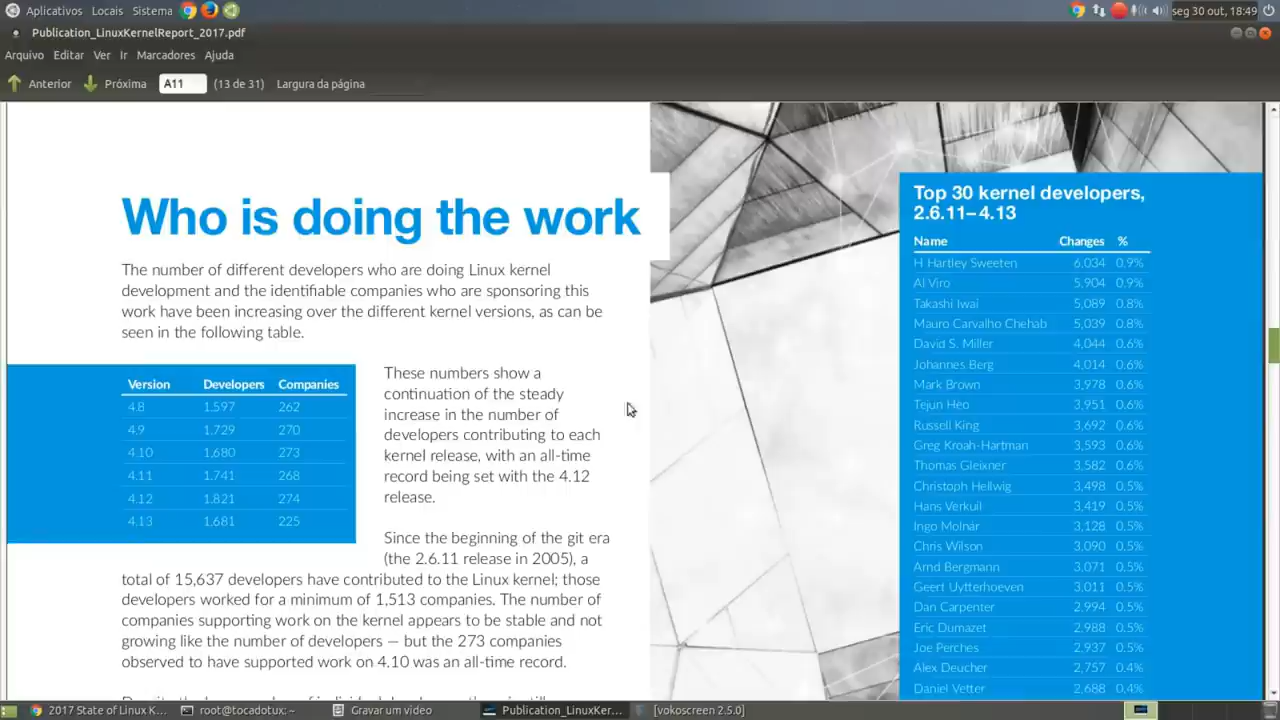 Aplicativos Locais Sistema
seg 30 out, 18:49
Publication_LinuxKernelReport_2017.pdf
Arquivo Editar Ver Ir Marcadores Ajuda
Anterior Próxima A11 (13 de 31) Largura da página
Who is doing the work
The number of different developers who are doing Linux kernel
development and the identifiable companies who are sponsoring this
work have been increasing over the different kernel versions, as can be
seen in the following table.
Version Developers Companies
4.8 1,597 262
4.9 1,729 270
4.10 1,680 273
4.11 1,741 268
4.12 1,821 274
4.13 1,681 225
These numbers show a
continuation of the steady
increase in the number of
developers contributing to each
kernel release, with an all-time
record being set with the 4.12
release.
Since the beginning of the git era
(the 2.6.11 release in 2005), a
total of 15,637 developers have contributed to the Linux kernel; those
developers worked for a minimum of 1,513 companies. The number of
companies supporting work on the kernel appears to be stable and not
growing like the number of developers — but the 273 companies
observed to have supported work on 4.10 was an all-time record.
Top 30 kernel developers,
2.6.11–4.13
Name Changes %
H Hartley Sweeten 6,034 0.9%
Al Viro 5,904 0.9%
Takashi Iwai 5,089 0.8%
Mauro Carvalho Chehab 5,039 0.8%
David S. Miller 4,044 0.6%
Johannes Berg 4,014 0.6%
Mark Brown 3,978 0.6%
Tejun Heo 3,951 0.6%
Russell King 3,692 0.6%
Greg Kroah-Hartman 3,593 0.6%
Thomas Gleixner 3,582 0.6%
Christoph Hellwig 3,498 0.5%
Hans Verkuil 3,419 0.5%
Ingo Molnár 3,128 0.5%
Chris Wilson 3,090 0.5%
Arnd Bergmann 3,071 0.5%
Geert Uytterhoeven 3,011 0.5%
Dan Carpenter 2,994 0.5%
Eric Dumazet 2,988 0.5%
Joe Perches 2,937 0.5%
Alex Deucher 2,757 0.4%
Daniel Vetter 2,688 0.4%
2017 State of Linux K... root@tocadotux:~ Gravar um vídeo Publication_LinuxKer... [vokoscreen 2.5.0]